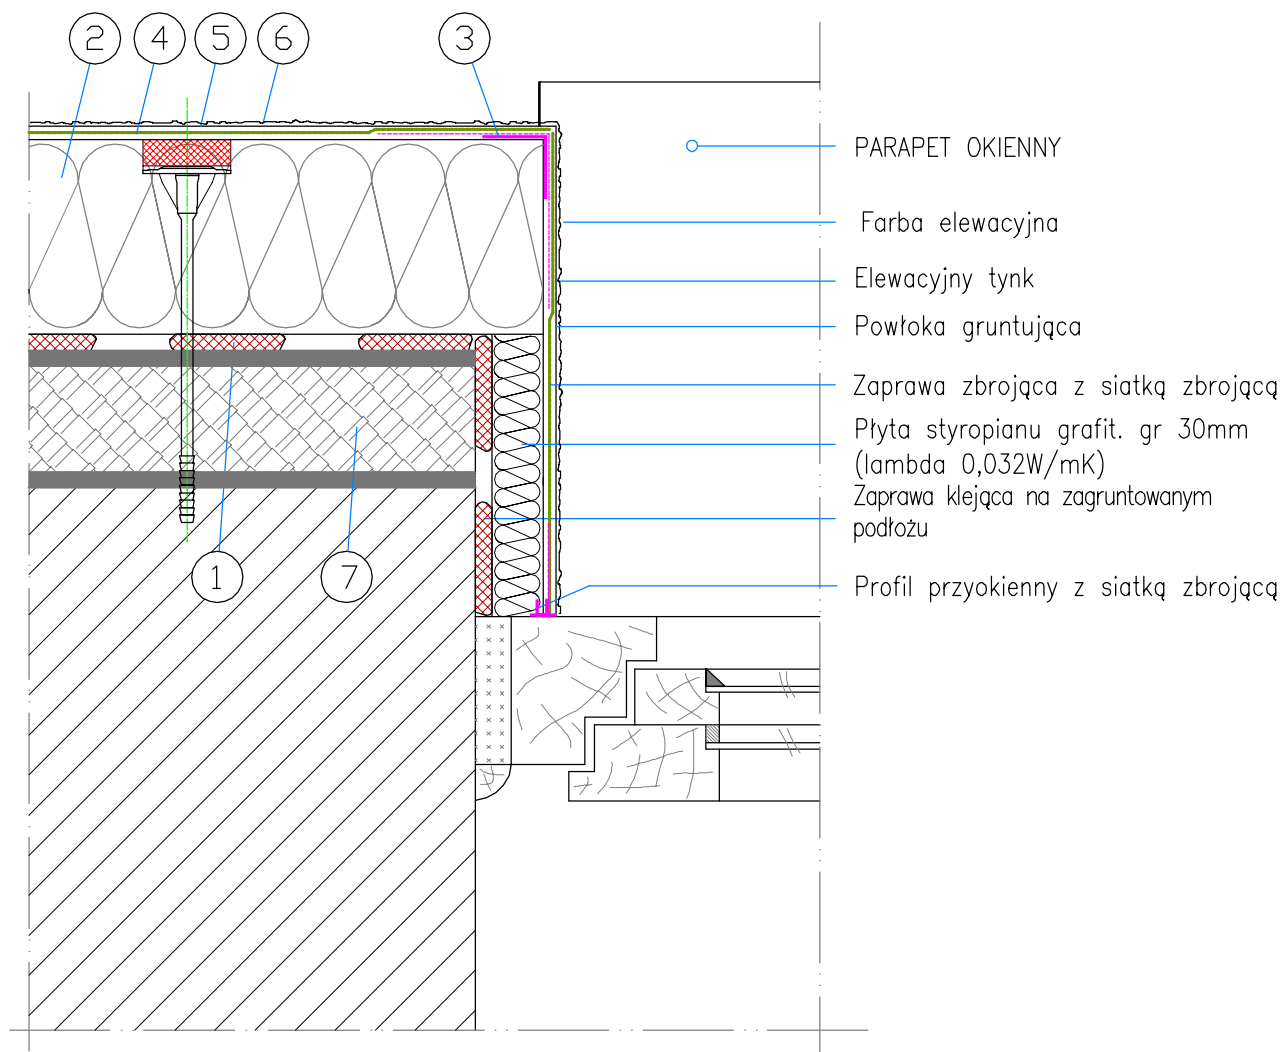 2 4 5 6 3
PARAPET OKIENNY
Farba elewacyjna
Elewacyjny tynk
Powłoka gruntująca
Zaprawa zbrojąca z siatką zbrojącą
Płyta styropianu grafit. gr 30mm
(lambda 0,032W/mK)
Zaprawa klejąca na zagruntowanym
podłożu
1 7
Profil przyokienny z siatką zbrojącą